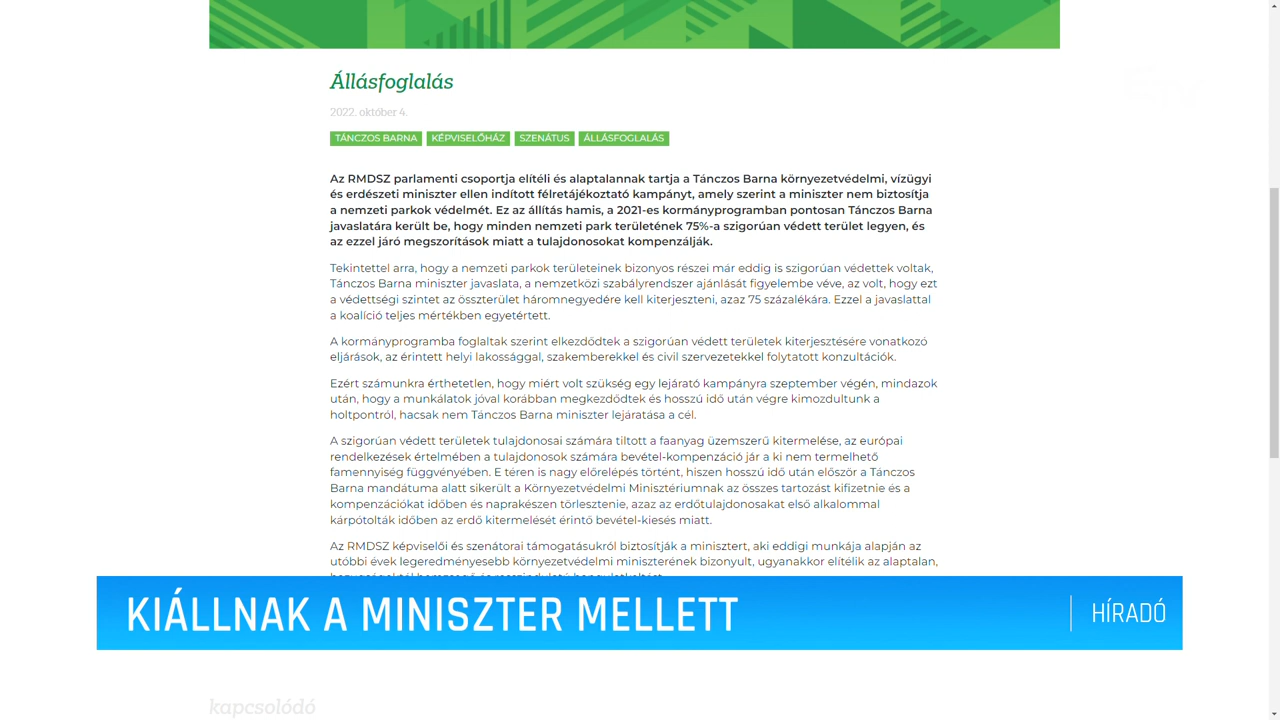 Állásfoglalás
2022. október 4.
TÁNCZOS BARNA KÉPVISELŐHÁZ SZENÁTUS ÁLLÁSFOGLALÁS
Az RMDSZ parlamenti csoportja elítéli és alaptalannak tartja a Tánczos Barna környezetvédelmi, vízügyi
és erdészeti miniszter ellen indított félretájékoztató kampányt, amely szerint a miniszter nem biztosítja
a nemzeti parkok védelmét. Ez az állítás hamis, a 2021-es kormányprogramban pontosan Tánczos Barna
javaslatára került be, hogy minden nemzeti park területének 75%-a szigorúan védett terület legyen, és
az ezzel járó megszorítások miatt a tulajdonosokat kompenzálják.
Tekintettel arra, hogy a nemzeti parkok területeinek bizonyos részei már eddig is szigorúan védettek voltak,
Tánczos Barna miniszter javaslata, a nemzetközi szabályrendszer ajánlását figyelembe véve, az volt, hogy ezt
a védettségi szintet az összterület háromnegyedére kell kiterjeszteni, azaz 75 százalékára. Ezzel a javaslattal
a koalíció teljes mértékben egyetértett.
A kormányprogramba foglaltak szerint elkezdődtek a szigorúan védett területek kiterjesztésére vonatkozó
eljárások, az érintett helyi lakossággal, szakemberekkel és civil szervezetekkel folytatott konzultációk.
Ezért számunkra érthetetlen, hogy miért volt szükség egy lejárató kampányra szeptember végén, mindazok
után, hogy a munkálatok jóval korábban megkezdődtek és hosszú idő után végre kimozdultunk a
holtpontról, hacsak nem Tánczos Barna miniszter lejáratása a cél.
A szigorúan védett területek tulajdonosai számára tiltott a faanyag üzemszerű kitermelése, az európai
rendelkezések értelmében a tulajdonosok számára bevétel-kompenzáció jár a ki nem termelhető
famennyiség függvényében. E téren is nagy előrelépés történt, hiszen hosszú idő után először a Tánczos
Barna mandátuma alatt sikerült a Környezetvédelmi Minisztériumnak az összes tartozást kifizetnie és a
kompenzációkat időben és naprakészen törlesztenie, azaz az erdőtulajdonosakat első alkalommal
kárpótolták időben az erdő kitermelését érintő bevétel-kiesés miatt.
Az RMDSZ képviselői és szenátorai támogatásukról biztosítják a minisztert, aki eddigi munkája alapján az
utóbbi évek legeredményesebb környezetvédelmi miniszterének bizonyult, ugyanakkor elítélik az alaptalan,
KIÁLLNAK A MINISZTER MELLETT
HÍRADÓ
kapcsolódó